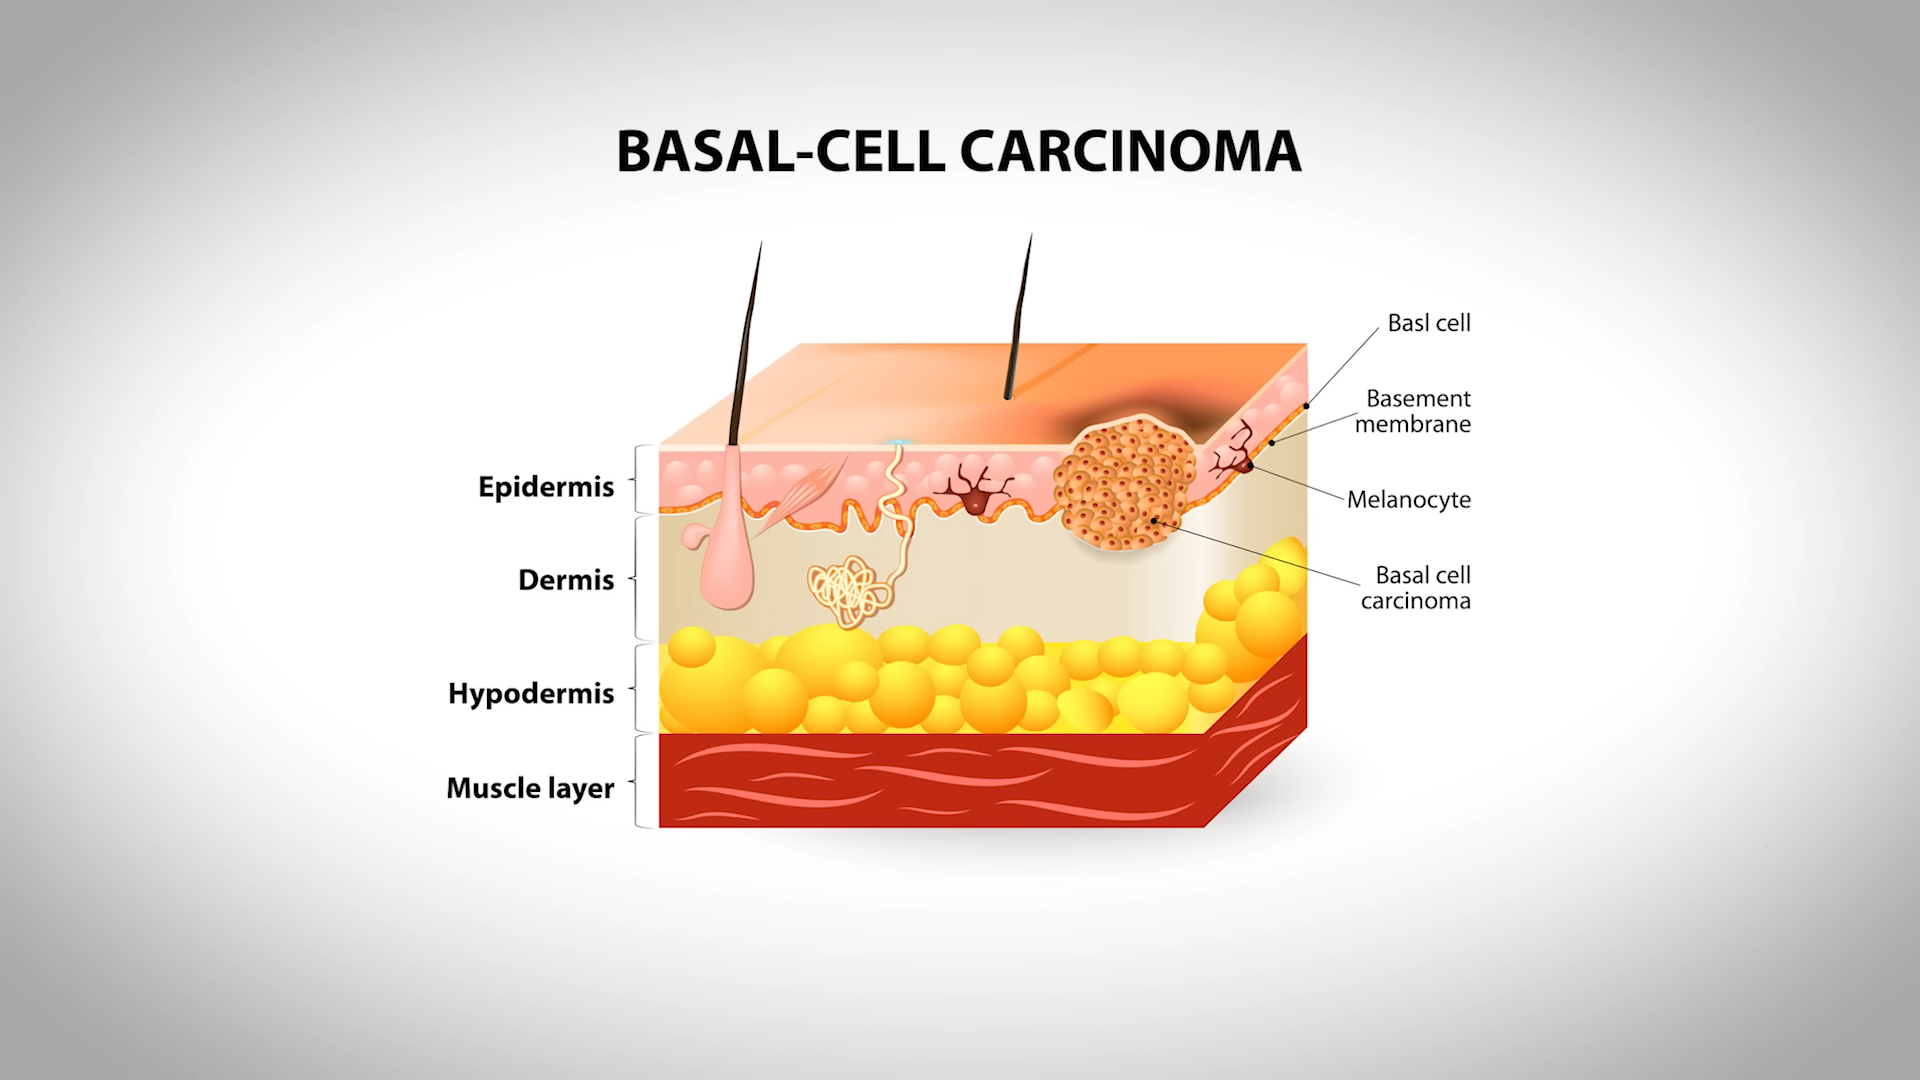 BASAL-CELL CARCINOMA
Basl cell
Basement
membrane
Epidermis
Melanocyte
Dermis
Basal cell
carcinoma
Hypodermis
Muscle layer